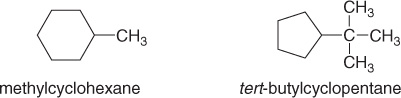 CH3
CH3
C—CH3
CH3
methylcyclohexane
tert-butylcyclopentane